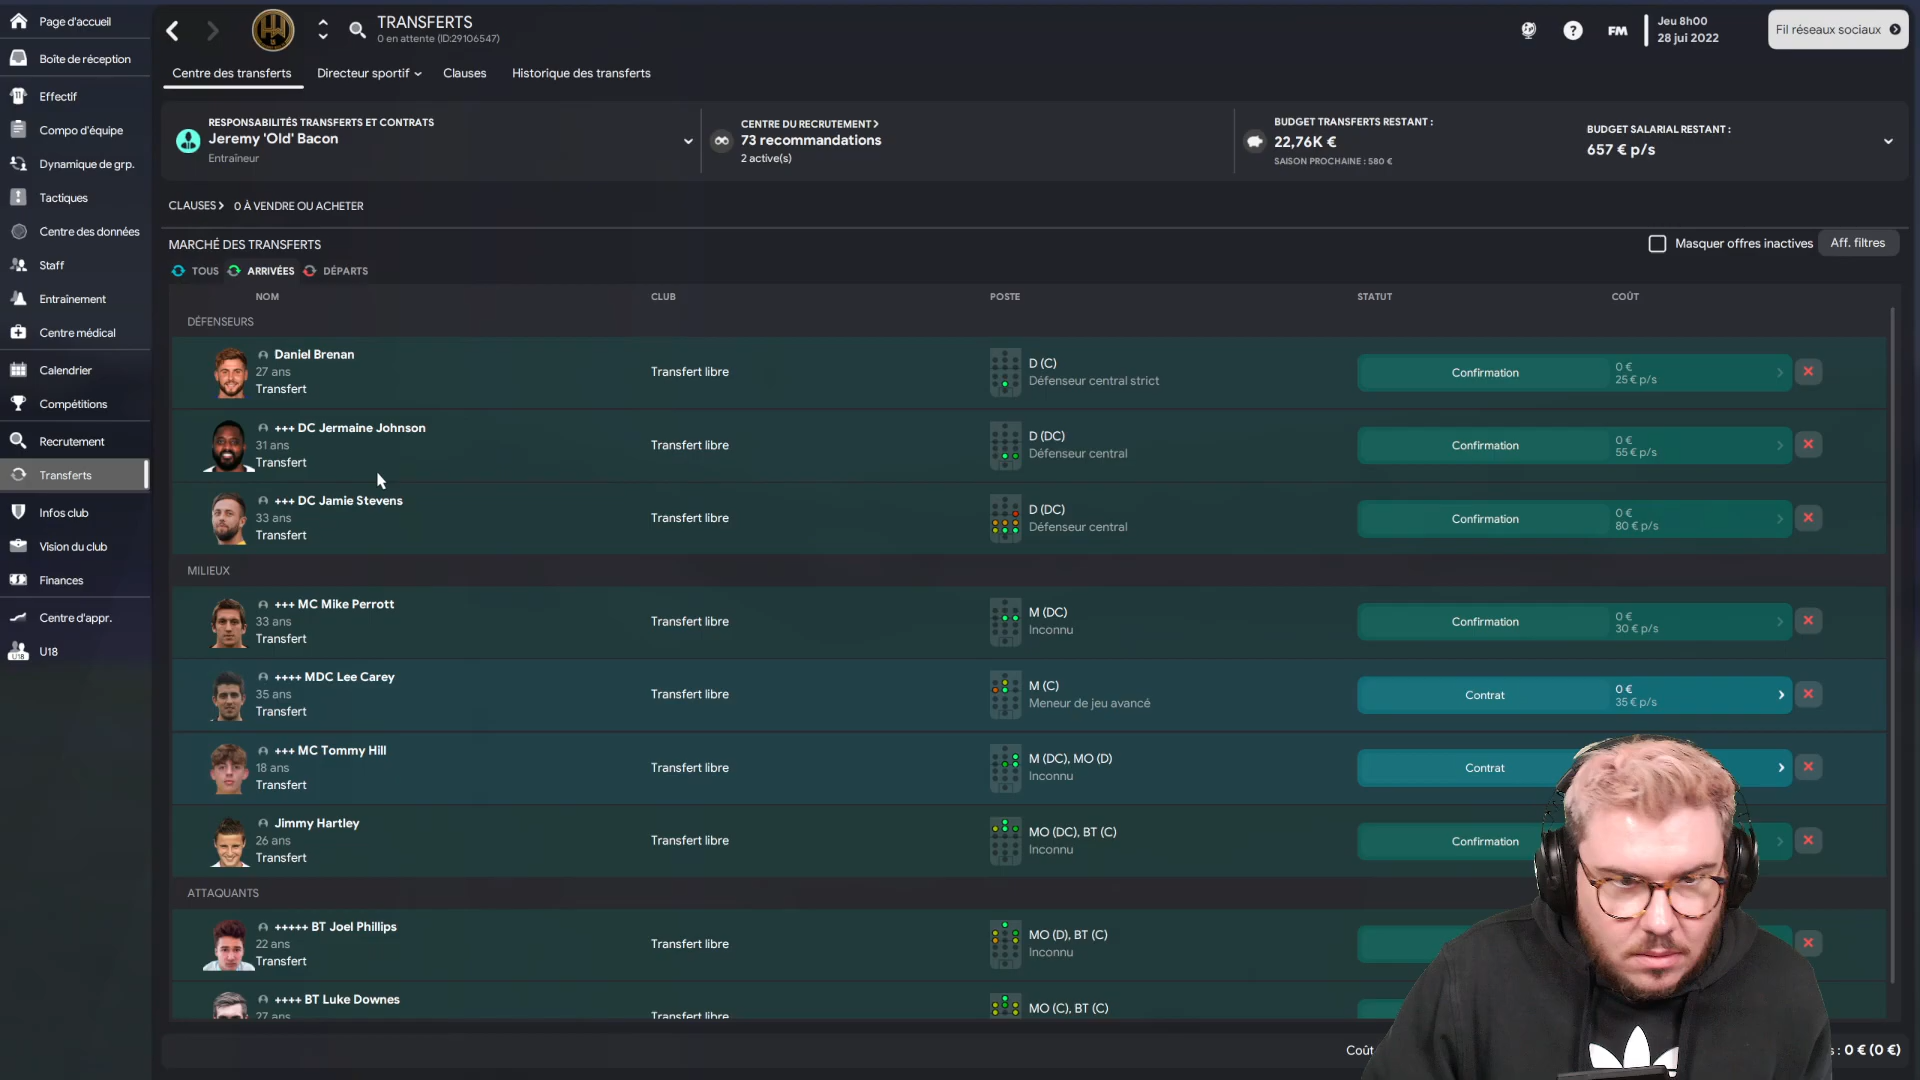 Page d'accueil
Boîte de réception
Effectif
Compo d'équipe
Dynamique de grp.
Tactiques
Centre des données
Staff
Entraînement
Centre médical
Calendrier
Compétitions
Recrutement
Transferts
Infos club
Vision du club
Finances
Centre d'appr.
U18
TRANSFERTS
0 en attente (ID:29106547)
FM
Jeu 8h00
28 jui 2022
Fil réseaux sociaux
Centre des transferts
Directeur sportif
Clauses
Historique des transferts
RESPONSABILITÉS TRANSFERTS ET CONTRATS
Jeremy 'Old' Bacon
Entraîneur
CENTRE DU RECRUTEMENT
73 recommandations
2 active(s)
BUDGET TRANSFERTS RESTANT :
22,76K €
SAISON PROCHAINE : 580 €
BUDGET SALARIAL RESTANT :
657 € p/s
CLAUSES 0 À VENDRE OU ACHETER
MARCHÉ DES TRANSFERTS
Masquer offres inactives
Aff. filtres
TOUS ARRIVÉES DÉPARTS
NOM CLUB POSTE STATUT COÛT
DÉFENSEURS
Daniel Brenan
27 ans
Transfert
Transfert libre
D (C)
Défenseur central strict
Confirmation
0 €
25 € p/s
+++ DC Jermaine Johnson
31 ans
Transfert
Transfert libre
D (DC)
Défenseur central
Confirmation
0 €
55 € p/s
+++ DC Jamie Stevens
33 ans
Transfert
Transfert libre
D (DC)
Défenseur central
Confirmation
0 €
80 € p/s
MILIEUX
+++ MC Mike Perrott
33 ans
Transfert
Transfert libre
M (DC)
Inconnu
Confirmation
0 €
30 € p/s
++++ MDC Lee Carey
35 ans
Transfert
Transfert libre
M (C)
Meneur de jeu avancé
Contrat
0 €
35 € p/s
+++ MC Tommy Hill
18 ans
Transfert
Transfert libre
M (DC), MO (D)
Inconnu
Contrat
Jimmy Hartley
26 ans
Transfert
Transfert libre
MO (DC), BT (C)
Inconnu
Confirmation
ATTAQUANTS
+++++ BT Joel Phillips
22 ans
Transfert
Transfert libre
MO (D), BT (C)
Inconnu
++++ BT Luke Downes
27 ans
Transfert libre
MO (C), BT (C)
Coût
: 0 € (0 €)